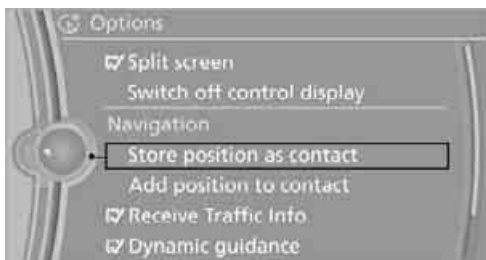 Options
Split screen
Switch off control display
Navigation
Store position as contact
Add position to contact
Receive Traffic Info
Dynamic guidance